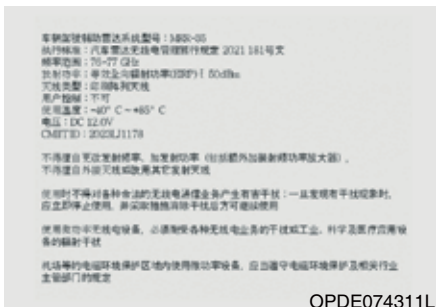 车辆驾驶辅助雷达系统型号：MRR-35
执行标准：汽车雷达无线电管理暂行规定 2021 181号文
频率范围：76-77 GHz
发射功率：等效全向辐射功率(EIRP) 50dBm
天线类型：印刷阵列天线
用户控制：不可
使用温度：-40° C ~ +85° C
电压：DC 12.0V
CMIIT ID：2023LJ1178
不得擅自更改发射频率、加发射功率（包括额外加装射频功率放大器），
不得擅自外接天线或改用其它发射天线
使用时不得对各种合法的无线电通信业务产生有害干扰：一旦发现有干扰现象时，
应立即停止使用，并采取措施消除干扰后方可继续使用
使用微功率无线电设备，必须耐受各种无线电业务的干扰或工业、科学及医疗应用设
备的辐射干扰
机场等的电磁环境保护区域内使用微功率设备，应当遵守电磁环境保护及相关行业
主管部门的规定
OPDE074311L